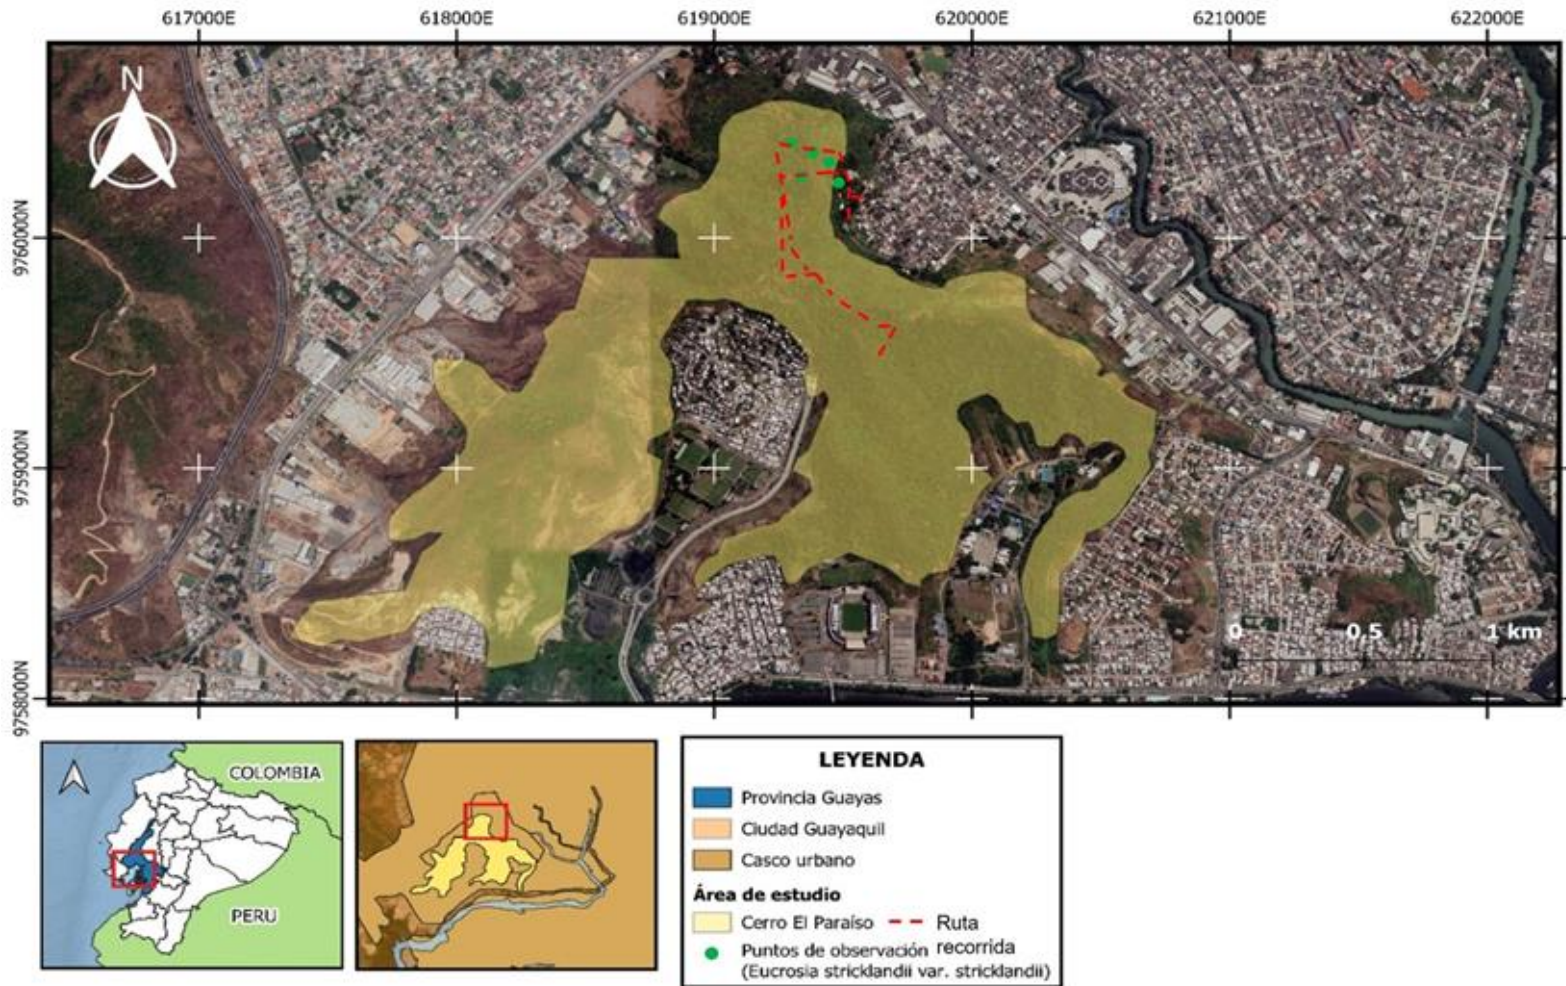 617000E 618000E 619000E 620000E 621000E 622000E
N
9760000N
9759000N
9758000N
0 0.5 1 km
COLOMBIA
PERU
LEYENDA
Provincia Guayas
Ciudad Guayaquil
Casco urbano
Área de estudio
Cerro El Paraíso Ruta
Puntos de observación recorrida
(Eucrosia stricklandii var. stricklandii)